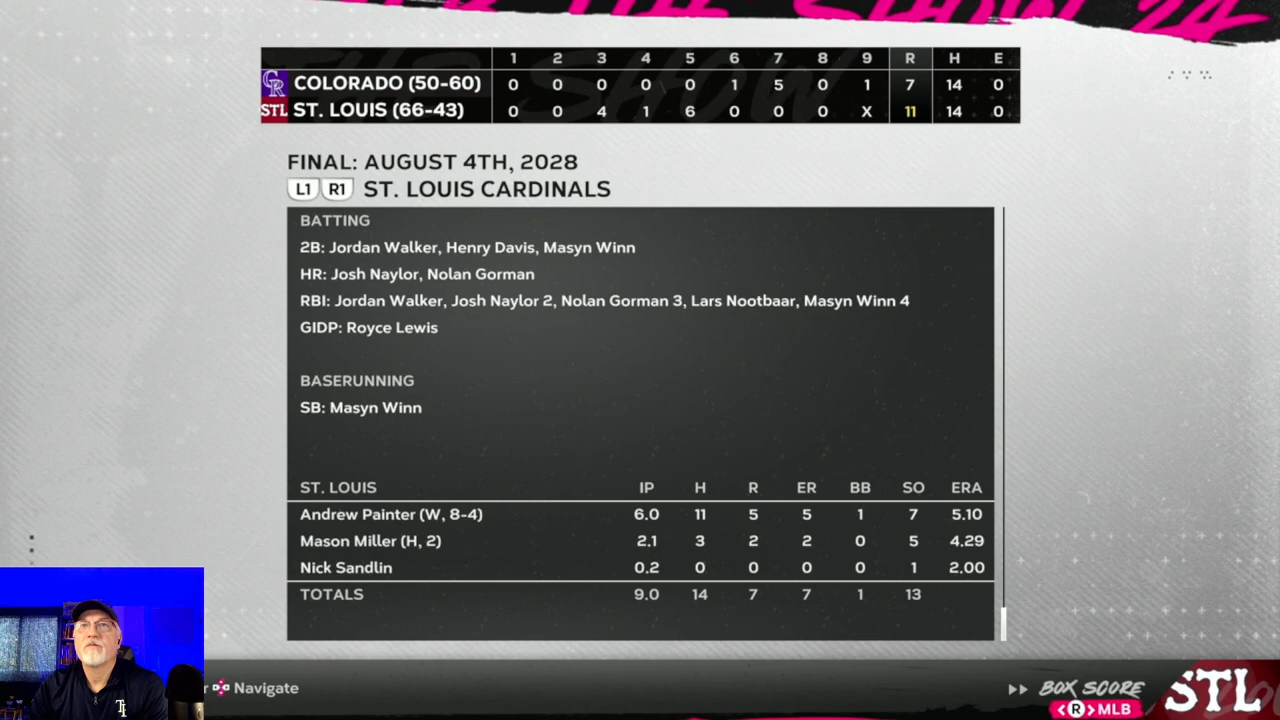 THE SHOW 24
1 2 3 4 5 6 7 8 9 R H E
CR COLORADO (50-60) 0 0 0 0 0 1 5 0 1 7 14 0
STL ST. LOUIS (66-43) 0 0 4 1 6 0 0 0 X 11 14 0
FINAL: AUGUST 4TH, 2028
L1 R1 ST. LOUIS CARDINALS
BATTING
2B: Jordan Walker, Henry Davis, Masyn Winn
HR: Josh Naylor, Nolan Gorman
RBI: Jordan Walker, Josh Naylor 2, Nolan Gorman 3, Lars Nootbaar, Masyn Winn 4
GIDP: Royce Lewis
BASERUNNING
SB: Masyn Winn
ST. LOUIS IP H R ER BB SO ERA
Andrew Painter (W, 8-4) 6.0 11 5 5 1 7 5.10
Mason Miller (H, 2) 2.1 3 2 2 0 5 4.29
Nick Sandlin 0.2 0 0 0 0 1 2.00
TOTALS 9.0 14 7 7 1 13
Navigate
BOX SCORE
R MLB
STL